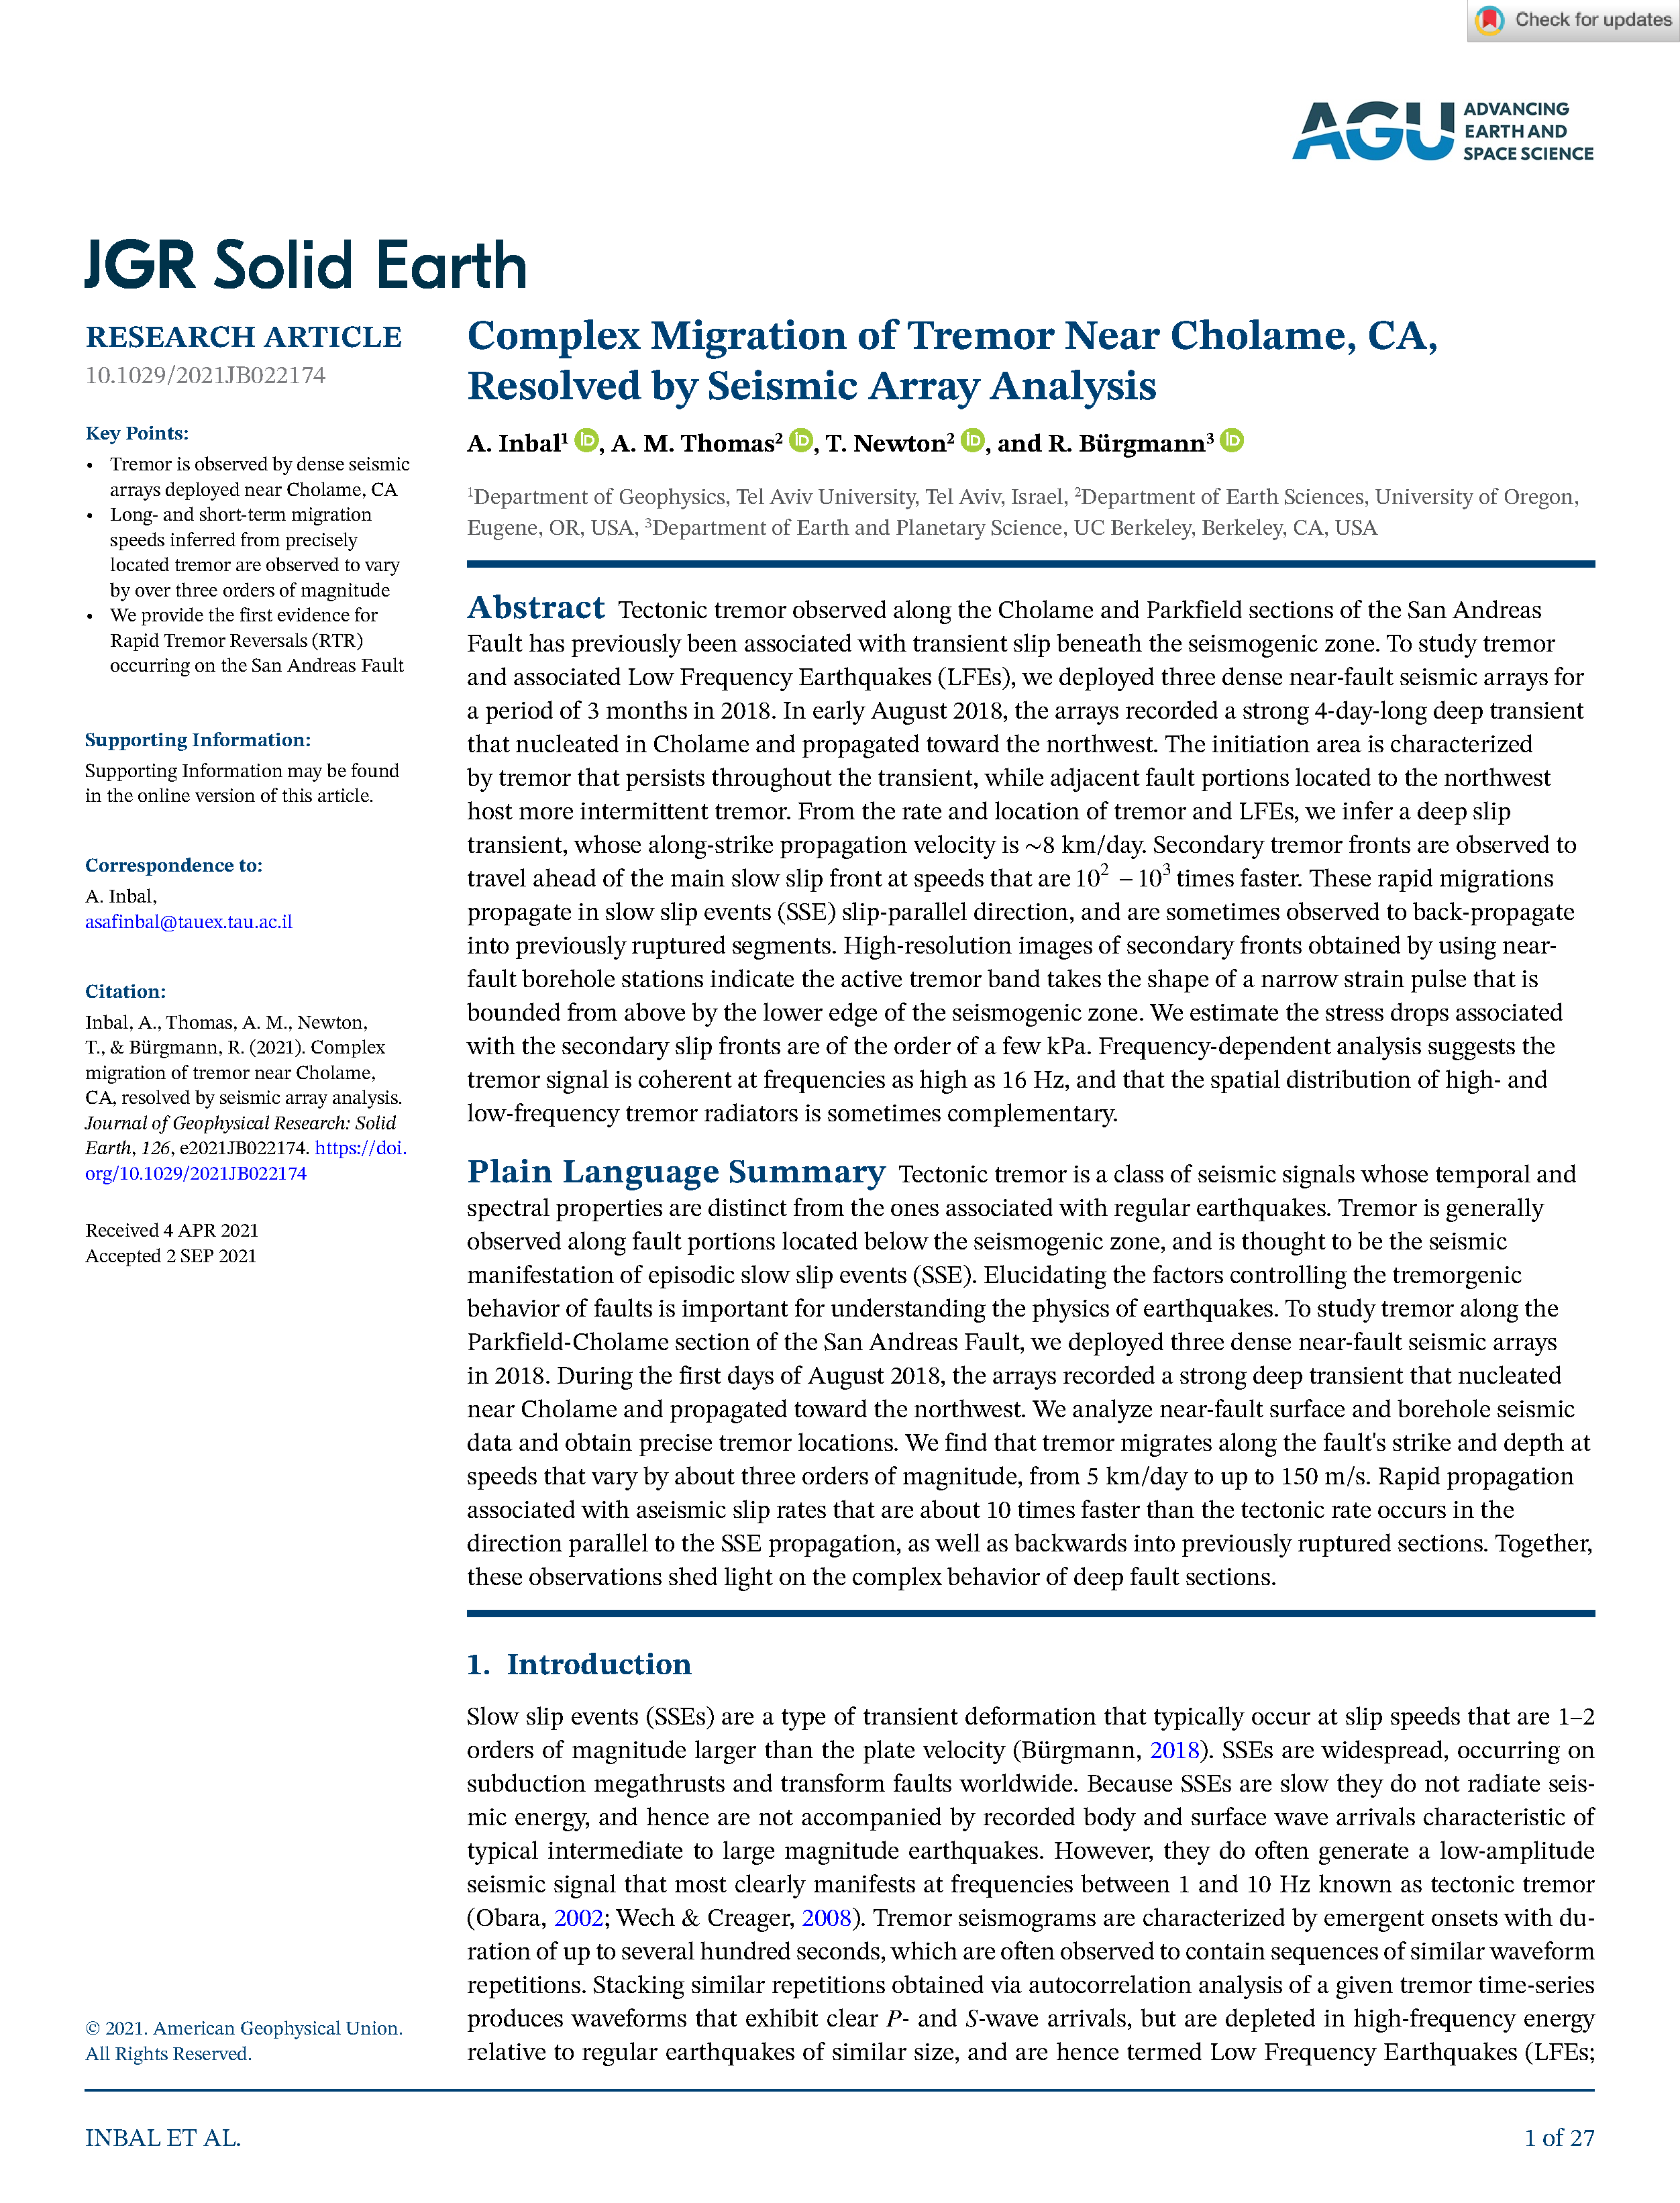 Check for updates
AGU ADVANCING
EARTH AND
SPACE SCIENCE
JGR Solid Earth
RESEARCH ARTICLE
10.1029/2021JB022174
Key Points:
• Tremor is observed by dense seismic
arrays deployed near Cholame, CA
• Long- and short-term migration
speeds inferred from precisely
located tremor are observed to vary
by over three orders of magnitude
• We provide the first evidence for
Rapid Tremor Reversals (RTR)
occurring on the San Andreas Fault
Supporting Information:
Supporting Information may be found
in the online version of this article.
Correspondence to:
A. Inbal,
asafinbal@tauex.tau.ac.il
Citation:
Inbal, A., Thomas, A. M., Newton,
T., & Bürgmann, R. (2021). Complex
migration of tremor near Cholame,
CA, resolved by seismic array analysis.
Journal of Geophysical Research: Solid
Earth, 126, e2021JB022174. https://doi.
org/10.1029/2021JB022174
Received 4 APR 2021
Accepted 2 SEP 2021
© 2021. American Geophysical Union.
All Rights Reserved.
Complex Migration of Tremor Near Cholame, CA,
Resolved by Seismic Array Analysis
A. Inbal¹ iD, A. M. Thomas² iD, T. Newton² iD, and R. Bürgmann³ iD
¹Department of Geophysics, Tel Aviv University, Tel Aviv, Israel, ²Department of Earth Sciences, University of Oregon,
Eugene, OR, USA, ³Department of Earth and Planetary Science, UC Berkeley, Berkeley, CA, USA
Abstract Tectonic tremor observed along the Cholame and Parkfield sections of the San Andreas
Fault has previously been associated with transient slip beneath the seismogenic zone. To study tremor
and associated Low Frequency Earthquakes (LFEs), we deployed three dense near-fault seismic arrays for
a period of 3 months in 2018. In early August 2018, the arrays recorded a strong 4-day-long deep transient
that nucleated in Cholame and propagated toward the northwest. The initiation area is characterized
by tremor that persists throughout the transient, while adjacent fault portions located to the northwest
host more intermittent tremor. From the rate and location of tremor and LFEs, we infer a deep slip
transient, whose along-strike propagation velocity is ~8 km/day. Secondary tremor fronts are observed to
travel ahead of the main slow slip front at speeds that are 10² – 10³ times faster. These rapid migrations
propagate in slow slip events (SSE) slip-parallel direction, and are sometimes observed to back-propagate
into previously ruptured segments. High-resolution images of secondary fronts obtained by using near-
fault borehole stations indicate the active tremor band takes the shape of a narrow strain pulse that is
bounded from above by the lower edge of the seismogenic zone. We estimate the stress drops associated
with the secondary slip fronts are of the order of a few kPa. Frequency-dependent analysis suggests the
tremor signal is coherent at frequencies as high as 16 Hz, and that the spatial distribution of high- and
low-frequency tremor radiators is sometimes complementary.
Plain Language Summary Tectonic tremor is a class of seismic signals whose temporal and
spectral properties are distinct from the ones associated with regular earthquakes. Tremor is generally
observed along fault portions located below the seismogenic zone, and is thought to be the seismic
manifestation of episodic slow slip events (SSE). Elucidating the factors controlling the tremorgenic
behavior of faults is important for understanding the physics of earthquakes. To study tremor along the
Parkfield-Cholame section of the San Andreas Fault, we deployed three dense near-fault seismic arrays
in 2018. During the first days of August 2018, the arrays recorded a strong deep transient that nucleated
near Cholame and propagated toward the northwest. We analyze near-fault surface and borehole seismic
data and obtain precise tremor locations. We find that tremor migrates along the fault's strike and depth at
speeds that vary by about three orders of magnitude, from 5 km/day to up to 150 m/s. Rapid propagation
associated with aseismic slip rates that are about 10 times faster than the tectonic rate occurs in the
direction parallel to the SSE propagation, as well as backwards into previously ruptured sections. Together,
these observations shed light on the complex behavior of deep fault sections.
1. Introduction
Slow slip events (SSEs) are a type of transient deformation that typically occur at slip speeds that are 1–2
orders of magnitude larger than the plate velocity (Bürgmann, 2018). SSEs are widespread, occurring on
subduction megathrusts and transform faults worldwide. Because SSEs are slow they do not radiate seis-
mic energy, and hence are not accompanied by recorded body and surface wave arrivals characteristic of
typical intermediate to large magnitude earthquakes. However, they do often generate a low-amplitude
seismic signal that most clearly manifests at frequencies between 1 and 10 Hz known as tectonic tremor
(Obara, 2002; Wech & Creager, 2008). Tremor seismograms are characterized by emergent onsets with du-
ration of up to several hundred seconds, which are often observed to contain sequences of similar waveform
repetitions. Stacking similar repetitions obtained via autocorrelation analysis of a given tremor time-series
produces waveforms that exhibit clear P- and S-wave arrivals, but are depleted in high-frequency energy
relative to regular earthquakes of similar size, and are hence termed Low Frequency Earthquakes (LFEs;
INBAL ET AL.
1 of 27